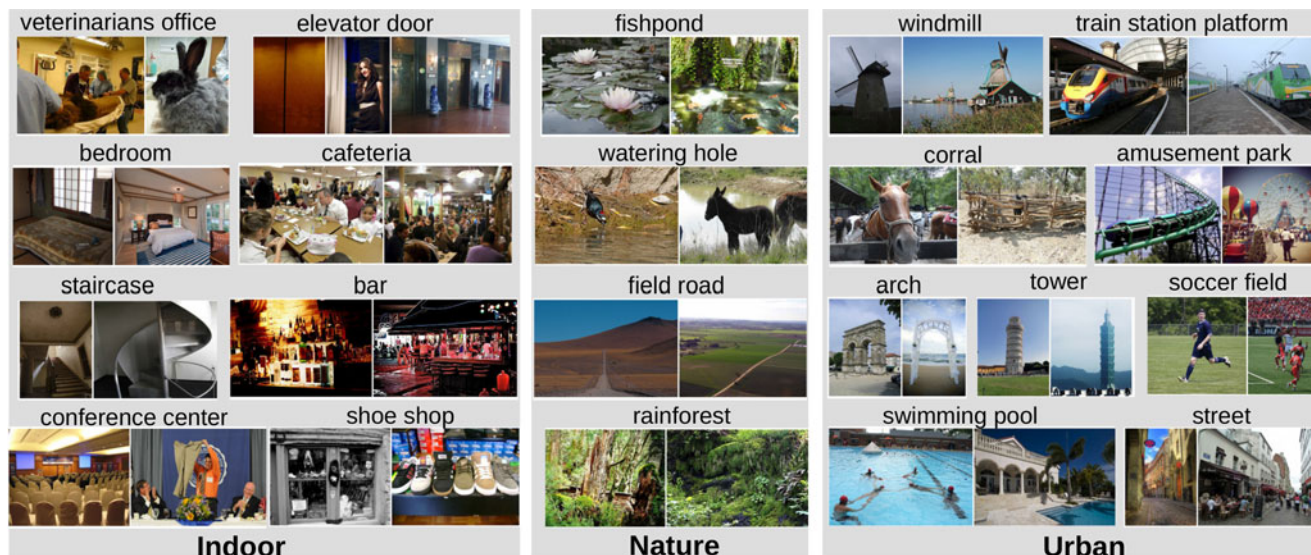 veterinarians office
elevator door
bedroom
cafeteria
staircase
bar
conference center
shoe shop
Indoor
fishpond
watering hole
field road
rainforest
Nature
windmill
train station platform
corral
amusement park
arch
tower
soccer field
swimming pool
street
Urban